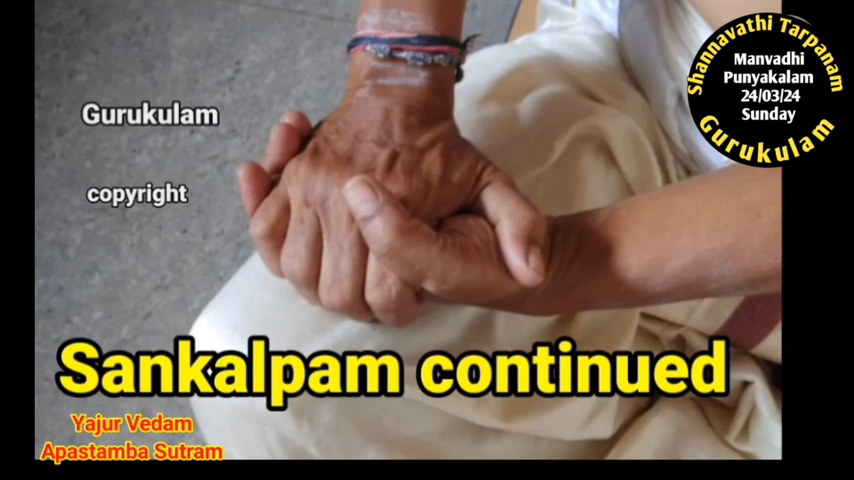 Shannavathi Tarpanam
Manvadhi
Punyakalam
24/03/24
Sunday
Gurukulam
Gurukulam
copyright
Sankalpam continued
Yajur Vedam
Apastamba Sutram